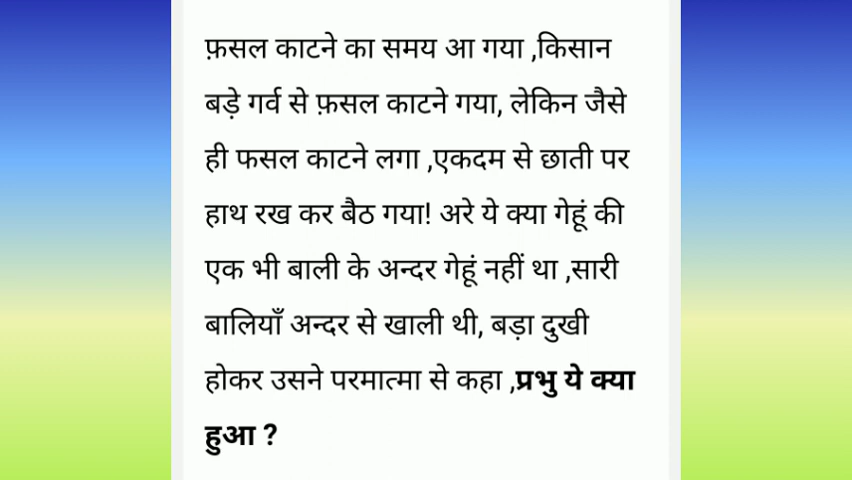 फ़सल काटने का समय आ गया ,किसान
बड़े गर्व से फ़सल काटने गया, लेकिन जैसे
ही फसल काटने लगा ,एकदम से छाती पर
हाथ रख कर बैठ गया! अरे ये क्या गेहूं की
एक भी बाली के अन्दर गेहूं नहीं था ,सारी
बालियाँ अन्दर से खाली थी, बड़ा दुखी
होकर उसने परमात्मा से कहा ,प्रभु ये क्या
हुआ ?